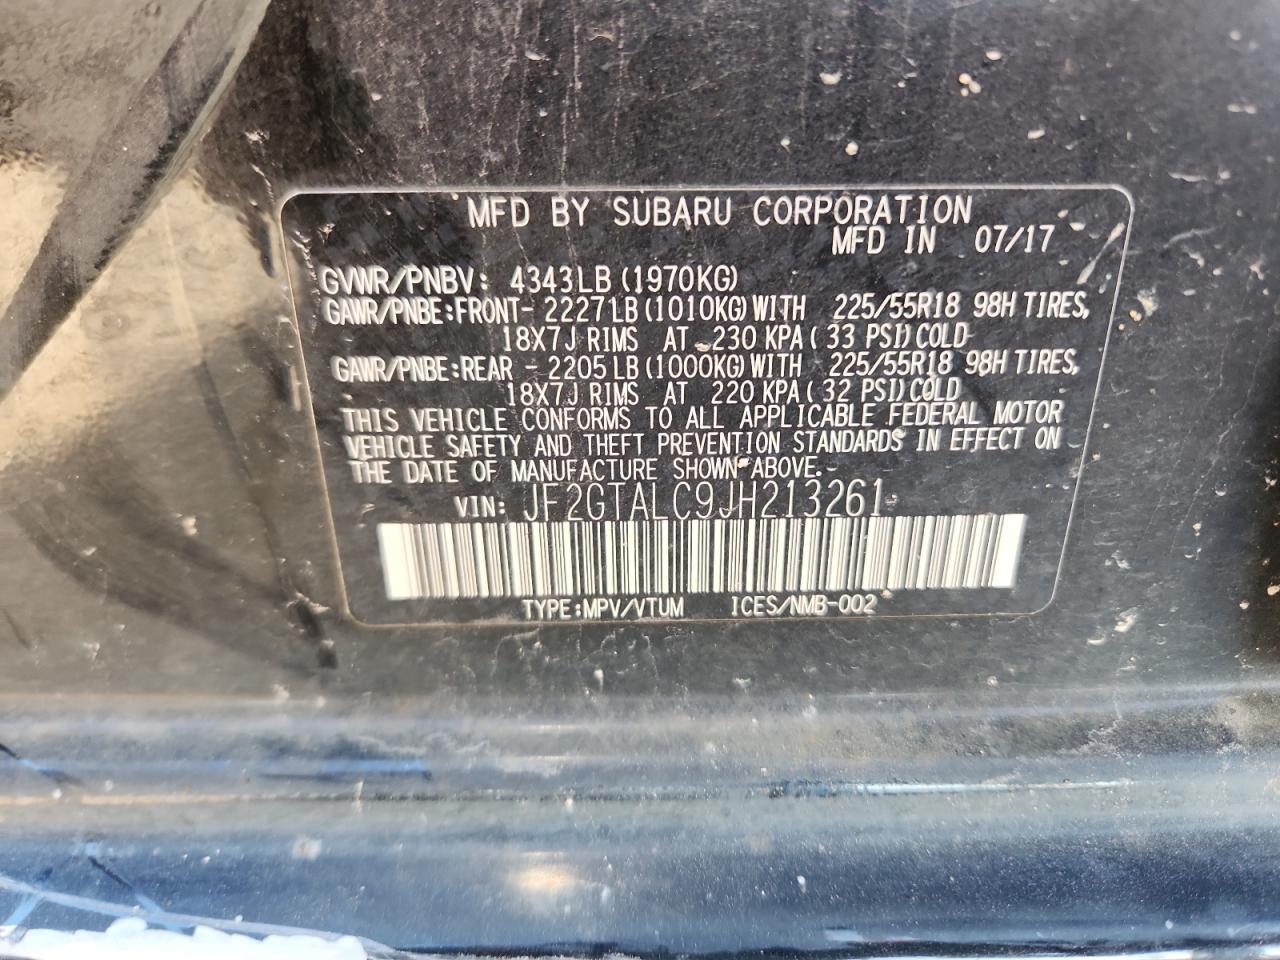 MFD BY SUBARU CORPORATION
MFD IN 07/17
GVWR/PNBV: 4343LB (1970KG)
GAWR/PNBE:FRONT- 2227LB (1010KG) WITH 225/55R18 98H TIRES,
18X7J RIMS AT 230 KPA ( 33 PSI) COLD
GAWR/PNBE:REAR - 2205LB (1000KG) WITH 225/55R18 98H TIRES,
18X7J RIMS AT 220 KPA ( 32 PSI) COLD
THIS VEHICLE CONFORMS TO ALL APPLICABLE FEDERAL MOTOR
VEHICLE SAFETY AND THEFT PREVENTION STANDARDS IN EFFECT ON
THE DATE OF MANUFACTURE SHOWN ABOVE.
VIN: JF2GTALC9JH213261
TYPE:MPV/VTUM ICES/NMB-002